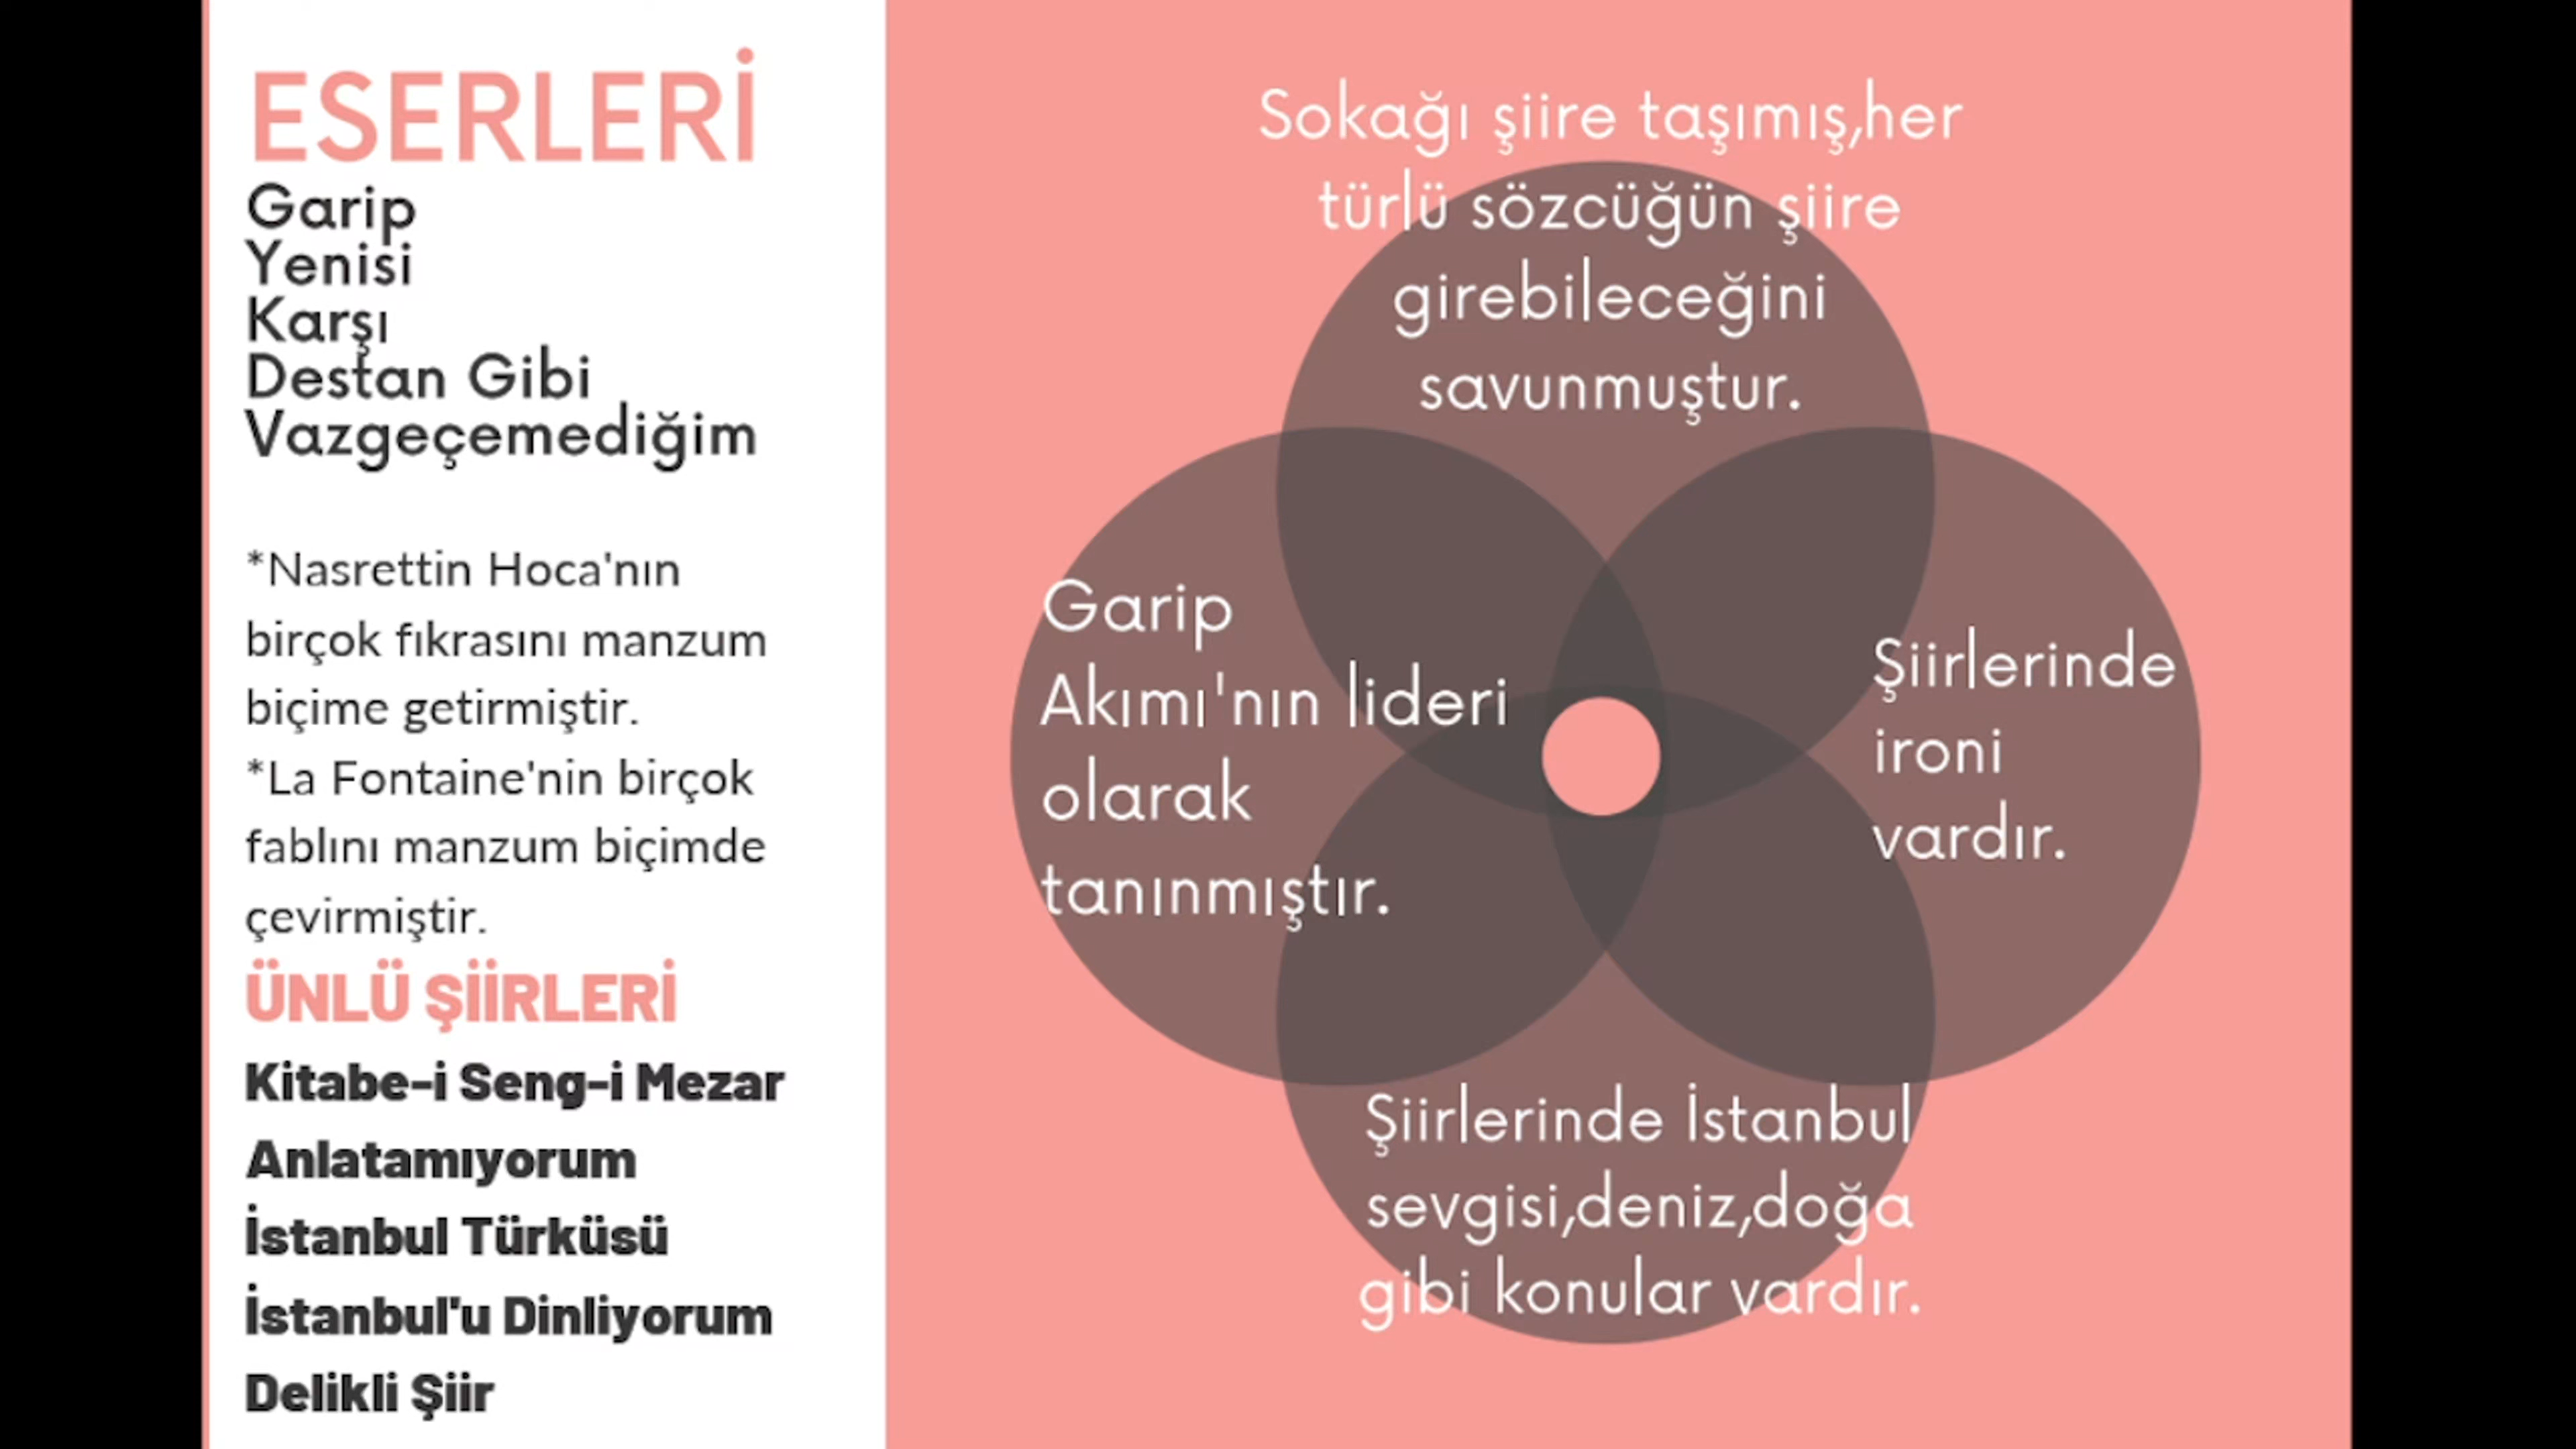 ESERLERİ
Garip
Yenisi
Karşı
Destan Gibi
Vazgeçemediğim
*Nasrettin Hoca'nın
birçok fıkrasını manzum
biçime getirmiştir.
*La Fontaine'nin birçok
fablını manzum biçimde
çevirmiştir.
ÜNLÜ ŞİİRLERİ
Kitabe-i Seng-i Mezar
Anlatamıyorum
İstanbul Türküsü
İstanbul'u Dinliyorum
Delikli Şiir
Sokağı şiire taşımış,her
türlü sözcüğün şiire
girebileceğini
savunmuştur.
Garip
Akımı'nın lideri
olarak
tanınmıştır.
Şiirlerinde
ironi
vardır.
Şiirlerinde İstanbul
sevgisi,deniz,doğa
gibi konular vardır.